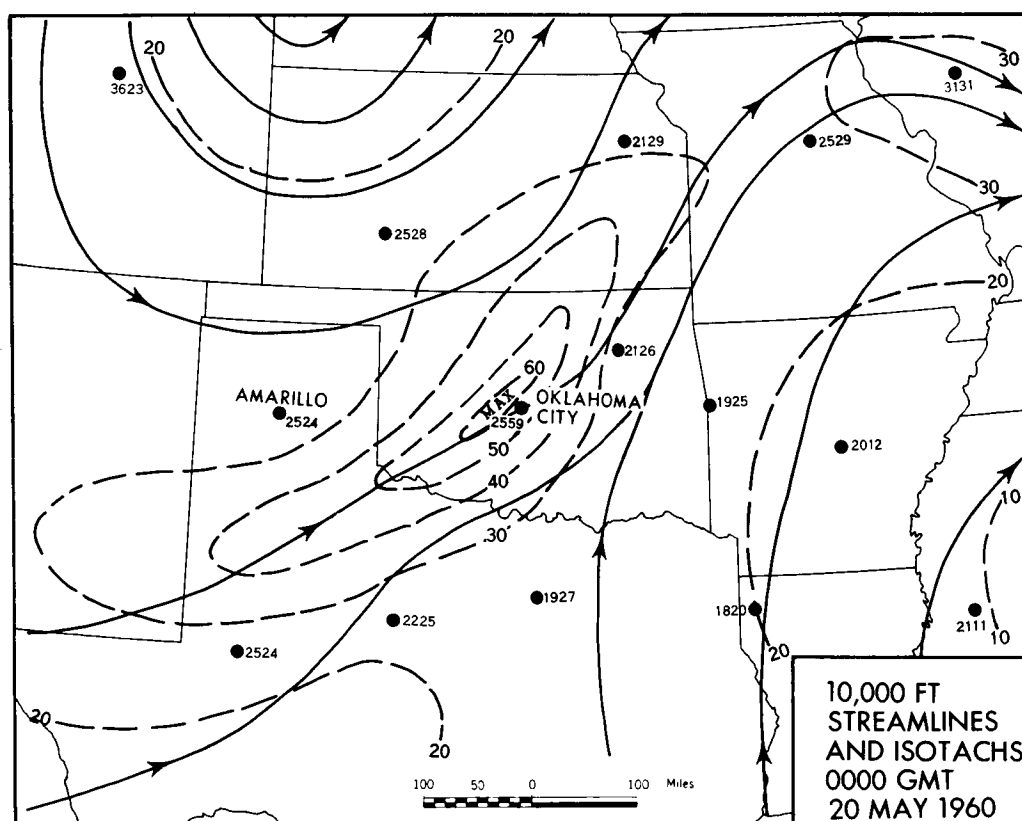 20
20
30
3623
3131
2129
2529
30
2528
20
2126
60
AMARILLO
2524
MAX
OKLAHOMA
CITY
2559
1925
50
2012
40
10
30
1927
1820
2111
10
2225
2524
20
20
20
10,000 FT
STREAMLINES
AND ISOTACHS
0000 GMT
20 MAY 1960
100 50 0 100 Miles